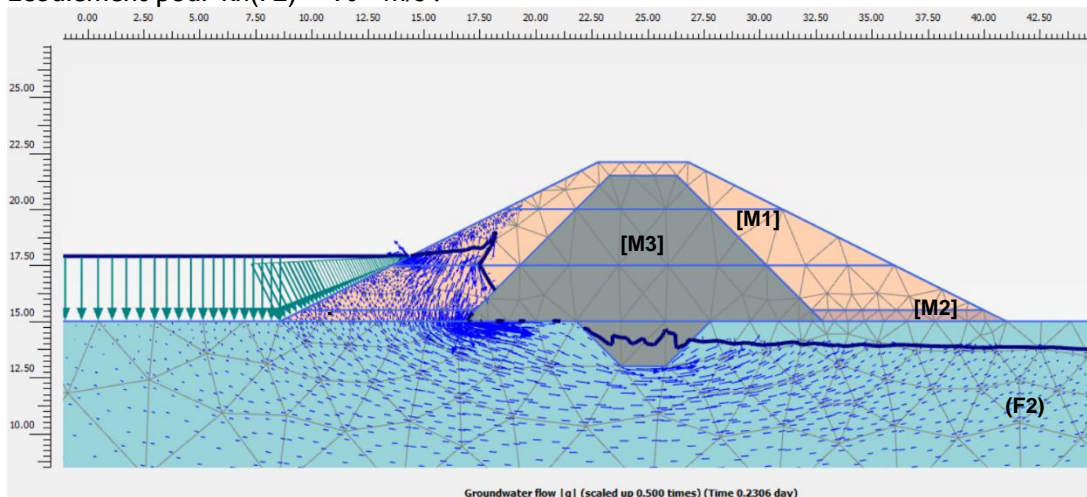 0.00 2.50 5.00 7.50 10.00 12.50 15.00 17.50 20.00 22.50 25.00 27.50 30.00 32.50 35.00 37.50 40.00 42.50
25.00
22.50
20.00
[M1]
[M3]
17.50
[M2]
15.00
12.50
(F2)
10.00
Groundwater flow |q| (scaled up 0.500 times) (Time 0.2306 day)